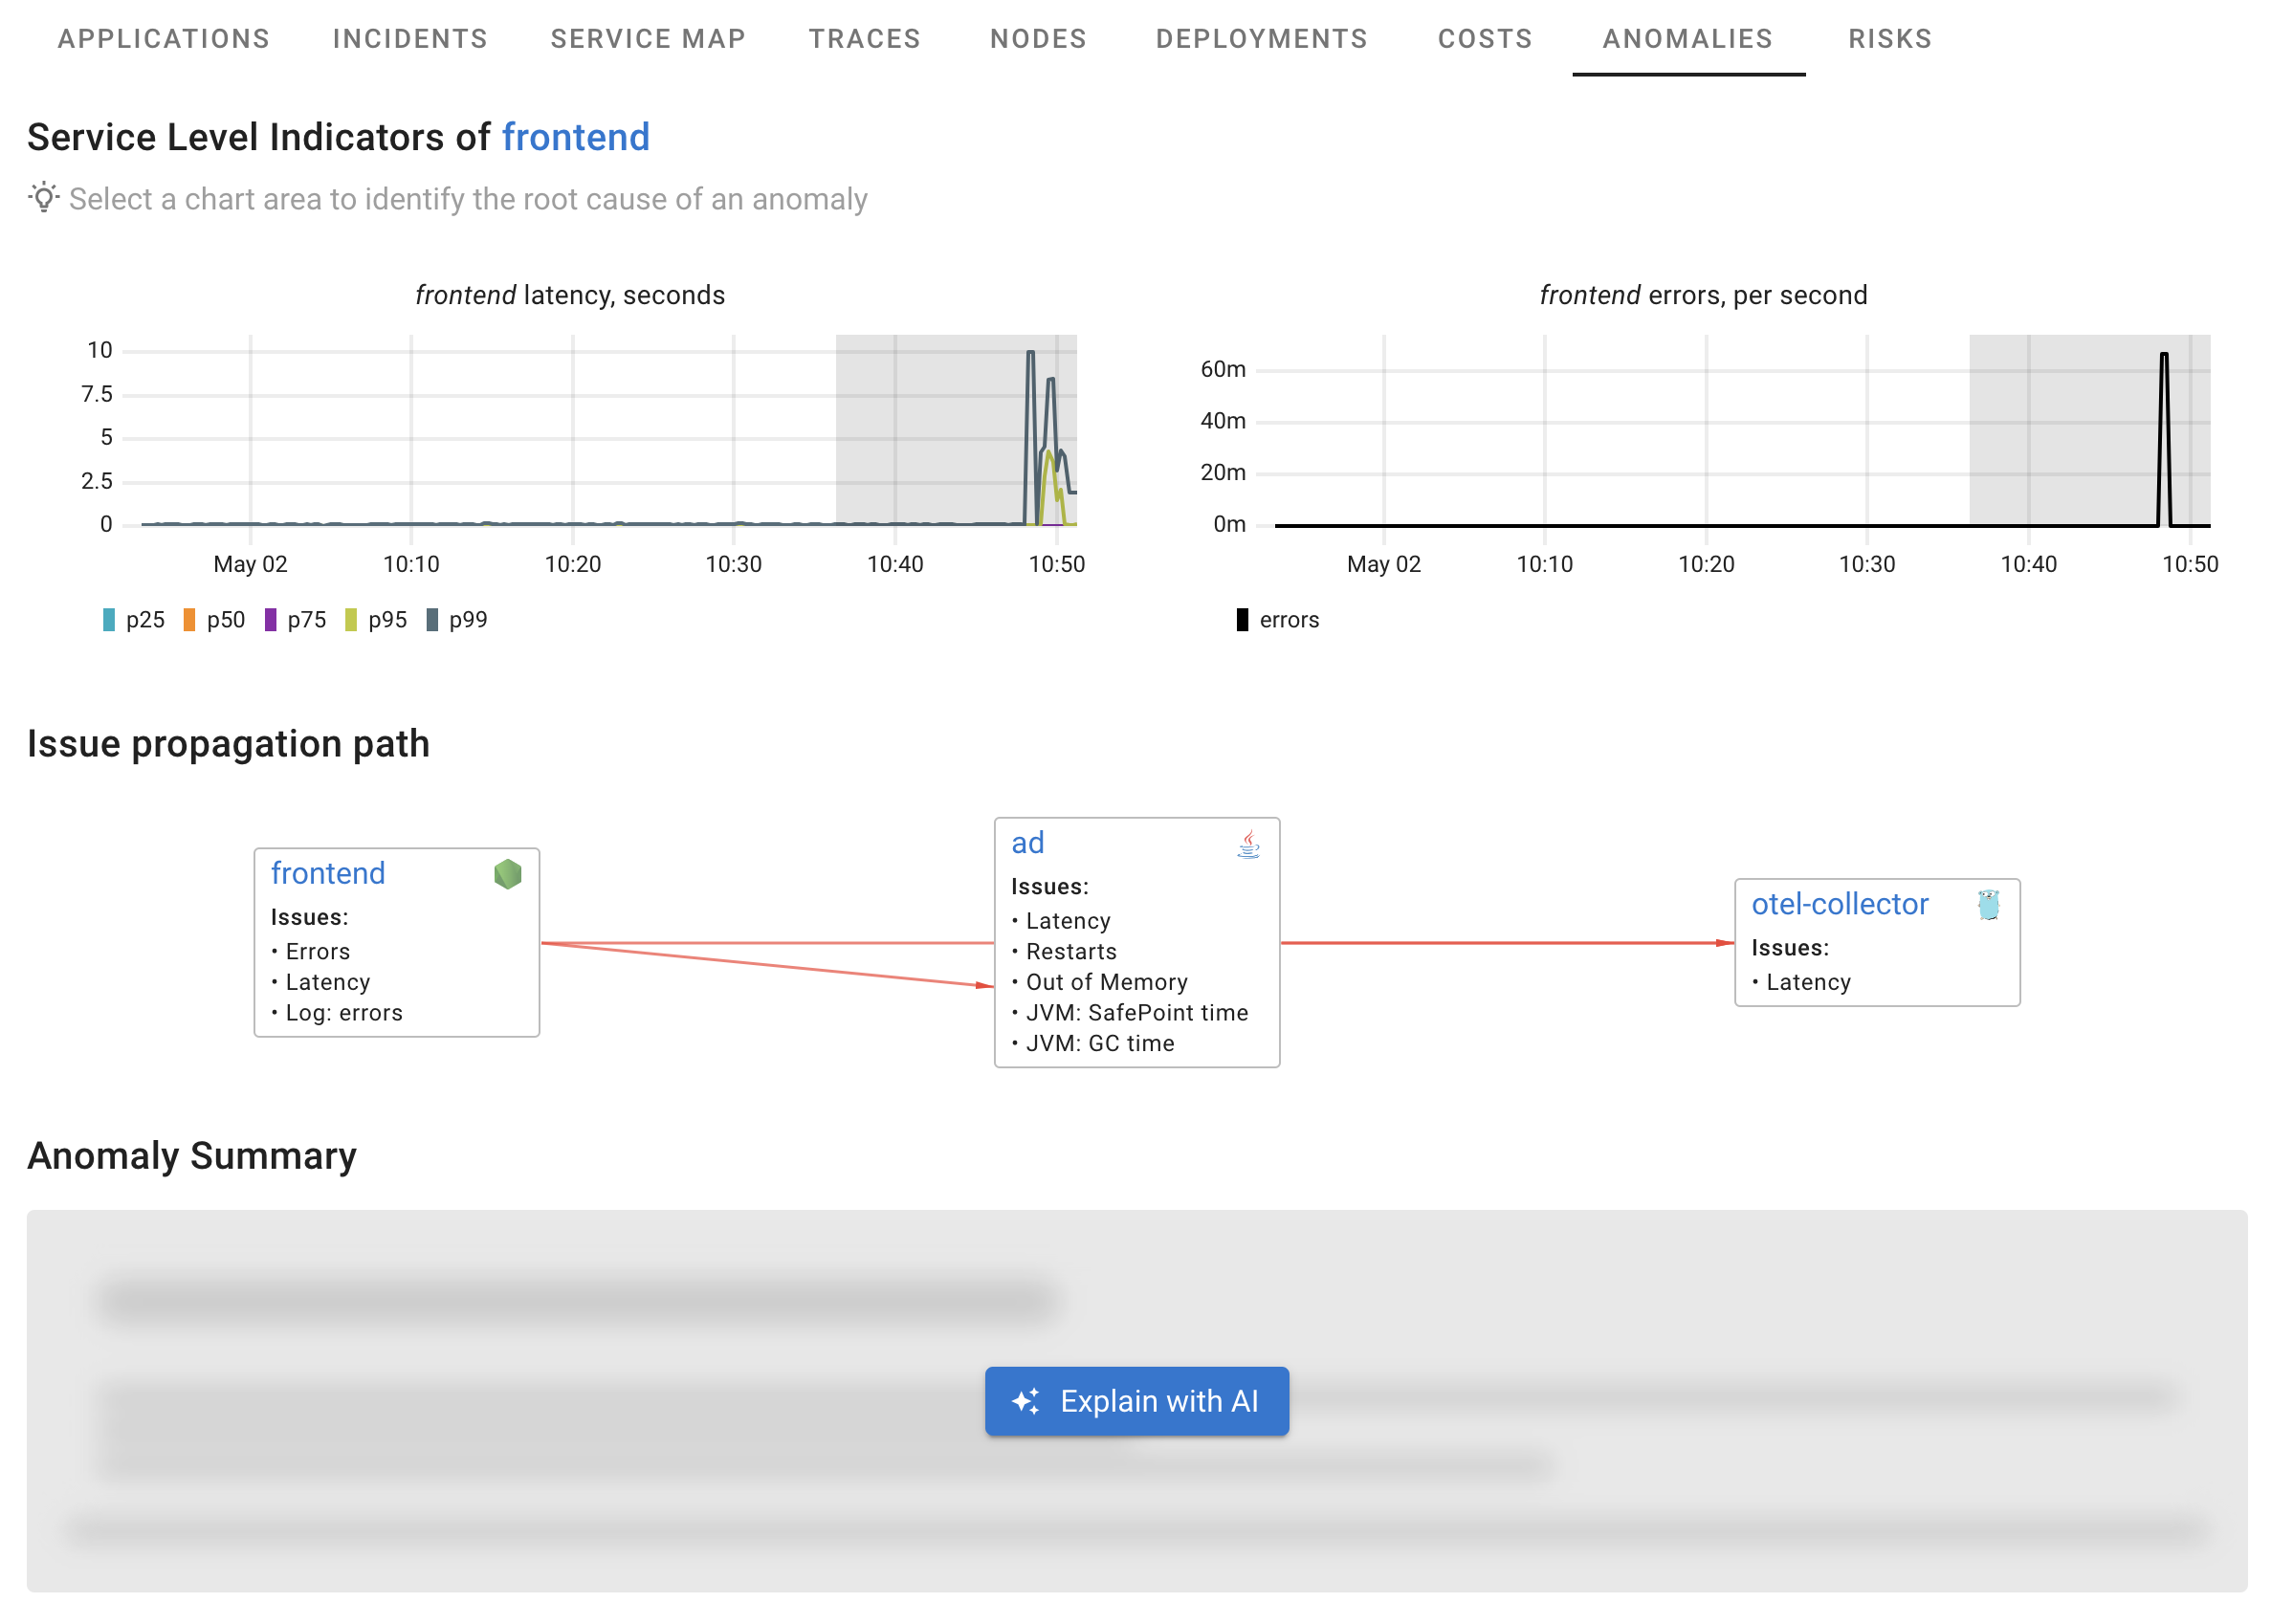 APPLICATIONS INCIDENTS SERVICE MAP TRACES NODES DEPLOYMENTS COSTS ANOMALIES RISKS
Service Level Indicators of frontend
Select a chart area to identify the root cause of an anomaly
frontend latency, seconds
10
7.5
5
2.5
0
May 02 10:10 10:20 10:30 10:40 10:50
p25 p50 p75 p95 p99
frontend errors, per second
60m
40m
20m
0m
May 02 10:10 10:20 10:30 10:40 10:50
errors
Issue propagation path
frontend
Issues:
• Errors
• Latency
• Log: errors
ad
Issues:
• Latency
• Restarts
• Out of Memory
• JVM: SafePoint time
• JVM: GC time
otel-collector
Issues:
• Latency
Anomaly Summary
Explain with AI